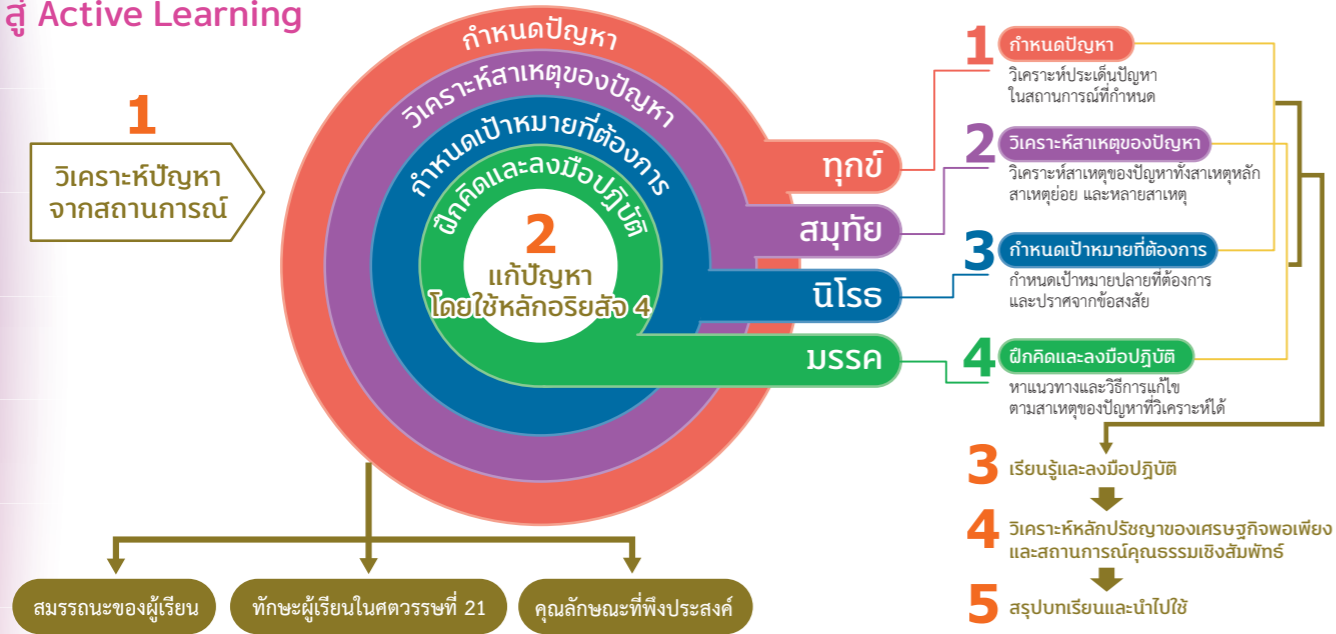 สู่ Active Learning
1
วิเคราะห์ปัญหา
จากสถานการณ์
กำหนดปัญหา
วิเคราะห์สาเหตุของปัญหา
กำหนดเป้าหมายที่ต้องการ
ฝึกคิดและลงมือปฏิบัติ
2
แก้ปัญหา
โดยใช้หลักอริยสัจ 4
ทุกข์
สมุทัย
นิโรธ
มรรค
1 กำหนดปัญหา
วิเคราะห์ประเด็นปัญหา
ในสถานการณ์ที่กำหนด
2 วิเคราะห์สาเหตุของปัญหา
วิเคราะห์สาเหตุของปัญหาทั้งสาเหตุหลัก
สาเหตุย่อย และหลายสาเหตุ
3 กำหนดเป้าหมายที่ต้องการ
กำหนดเป้าหมายปลายที่ต้องการ
และปราศจากข้อสงสัย
4 ฝึกคิดและลงมือปฏิบัติ
หาแนวทางและวิธีการแก้ไข
ตามสาเหตุของปัญหาที่วิเคราะห์ได้
3 เรียนรู้และลงมือปฏิบัติ
4 วิเคราะห์หลักปรัชญาของเศรษฐกิจพอเพียง
และสถานการณ์คุณธรรมเชิงสัมพัทธ์
5 สรุปบทเรียนและนำไปใช้
สมรรถนะของผู้เรียน
ทักษะผู้เรียนในศตวรรษที่ 21
คุณลักษณะที่พึงประสงค์